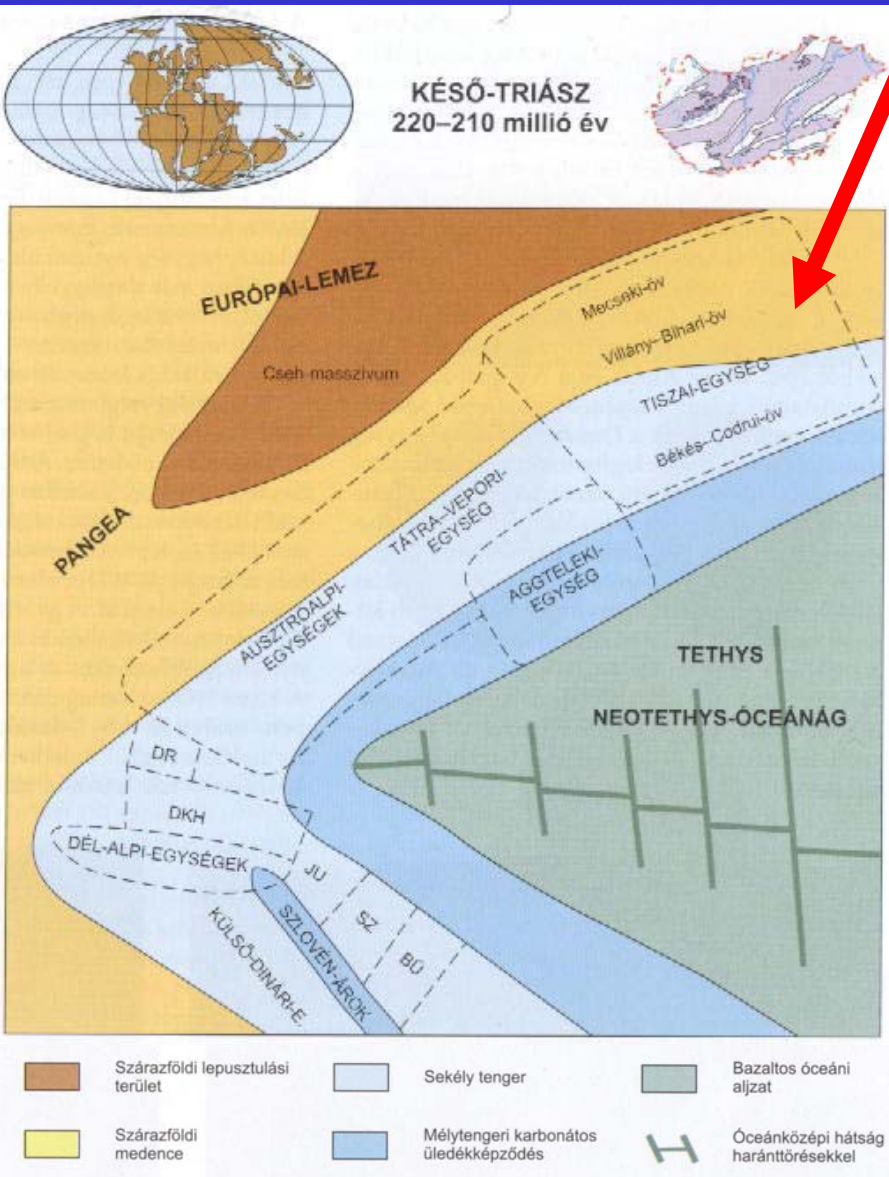 KÉSŐ-TRIÁSZ
220–210 millió év
EURÓPAI-LEMEZ
Cseh-masszívum
Mecseki-öv
Villány–Bihari-öv
TISZAI-EGYSÉG
Békés–Codrui-öv
PANGEA
TÁTRA–VEPORI-
EGYSÉG
AUSZTROALPI-
EGYSÉGEK
AGGTELEKI-
EGYSÉG
TETHYS
NEOTETHYS-ÓCEÁNÁG
DR
DKH
DÉL-ALPI-EGYSÉGEK
JU
SZ
BÜ
SZLOVÉN-ÁROK
KÜLSŐ-DINÁRI-E.
Szárazföldi lepusztulási
terület
Sekély tenger
Bazaltos óceáni
aljzat
Szárazföldi
medence
Mélytengeri karbonátos
üledékképződés
Óceánközépi hátság
haránttörésekkel